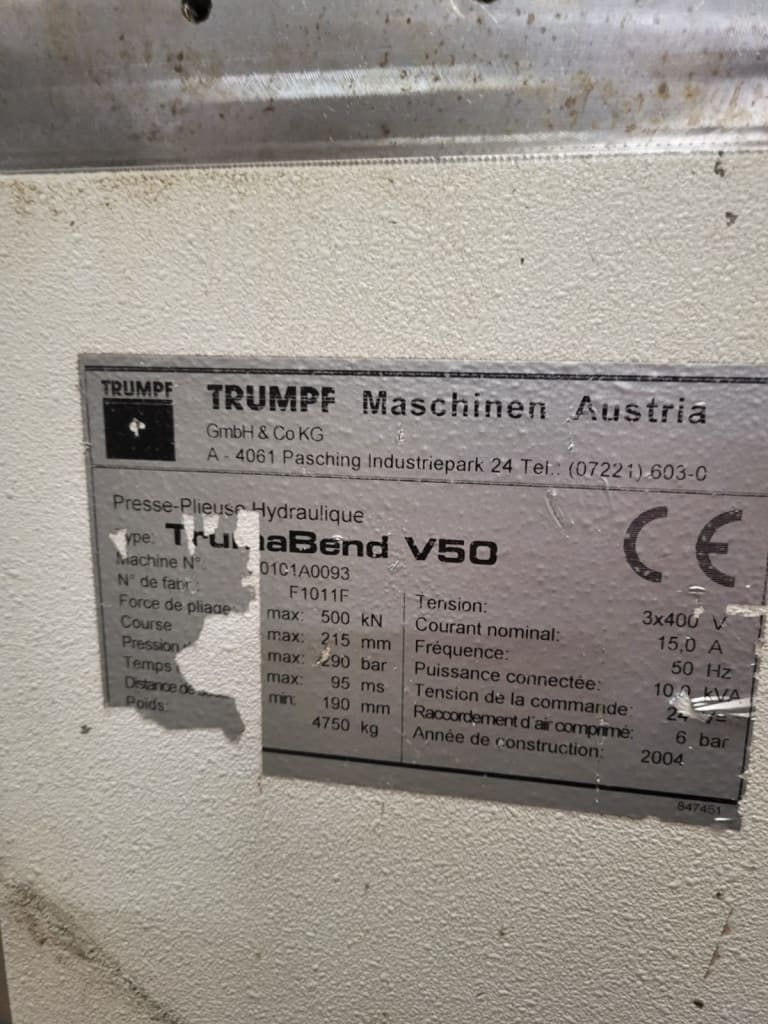 TRUMPF
TRUMPF Maschinen Austria
GmbH & Co KG
A - 4061 Pasching Industriepark 24 Tel.: (07221) 603-0
Presse-Plieuse Hydraulique
ype: TrumaBend V50
CE
Machine N°: 0101A0093
N° de fabr.: F1011F
Force de pliage max: 500 kN
Course max: 215 mm
Pression max: 290 bar
Temps max: 95 ms
Distance de min: 190 mm
Poids: 4750 kg
Tension: 3x400 V
Courant nominal: 15,0 A
Fréquence: 50 Hz
Puissance connectée: 10,0 kVA
Tension de la commande: 24 V=
Raccordement d'air comprimé: 6 bar
Année de construction: 2004
847451